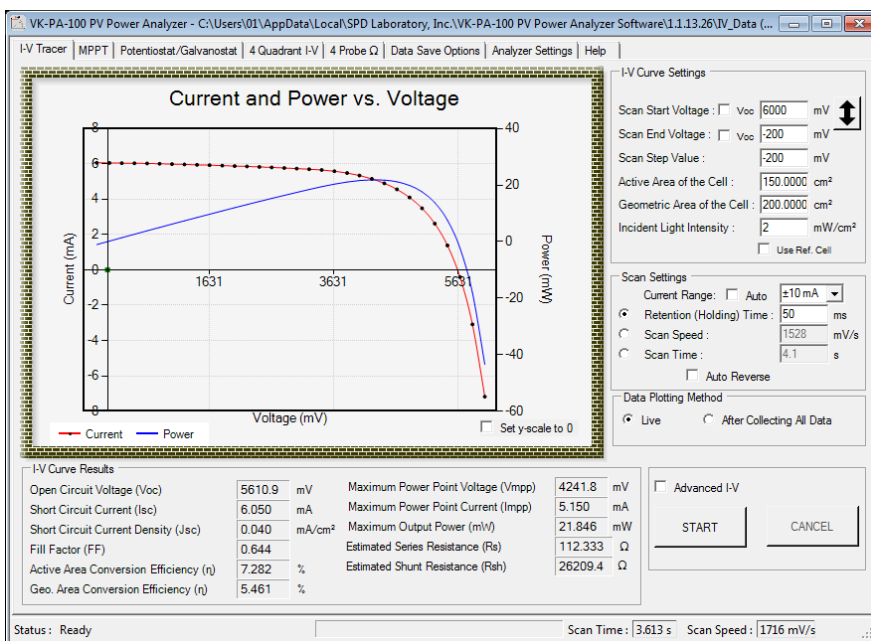 VK-PA-100 PV Power Analyzer - C:\Users\01\AppData\Local\SPD Laboratory, Inc.\VK-PA-100 PV Power Analyzer Software\1.1.13.26\IV_Data (...
I-V Tracer MPPT Potentiostat/Galvanostat 4 Quadrant I-V 4 Probe Ω Data Save Options Analyzer Settings Help
Current and Power vs. Voltage
8
6
4
2
0
-2
-4
-6
8
Current (mA)
1631
3631
5631
Voltage (mV)
40
20
0
-10
-20
-40
-60
Power (mW)
Current Power
Set y-scale to 0
I-V Curve Settings
Scan Start Voltage : Voc 6000 mV
Scan End Voltage : Voc -200 mV
Scan Step Value : -200 mV
Active Area of the Cell : 150.0000 cm²
Geometric Area of the Cell : 200.0000 cm²
Incident Light Intensity : 2 mW/cm²
Use Ref. Cell
Scan Settings
Current Range: Auto ±10 mA
Retention (Holding) Time : 50 ms
Scan Speed : 1528 mV/s
Scan Time : 4.1 s
Auto Reverse
Data Plotting Method
Live After Collecting All Data
I-V Curve Results
Open Circuit Voltage (Voc) 5610.9 mV
Short Circuit Current (Isc) 6.050 mA
Short Circuit Current Density (Jsc) 0.040 mA/cm²
Fill Factor (FF) 0.644
Active Area Conversion Efficiency (η) 7.282 %
Geo. Area Conversion Efficiency (η) 5.461 %
Maximum Power Point Voltage (Vmpp) 4241.8 mV
Maximum Power Point Current (Impp) 5.150 mA
Maximum Output Power (mW) 21.846 mW
Estimated Series Resistance (Rs) 112.333 Ω
Estimated Shunt Resistance (Rsh) 26209.4 Ω
Advanced I-V
START CANCEL
Status : Ready
Scan Time : 3.613 s Scan Speed : 1716 mV/s